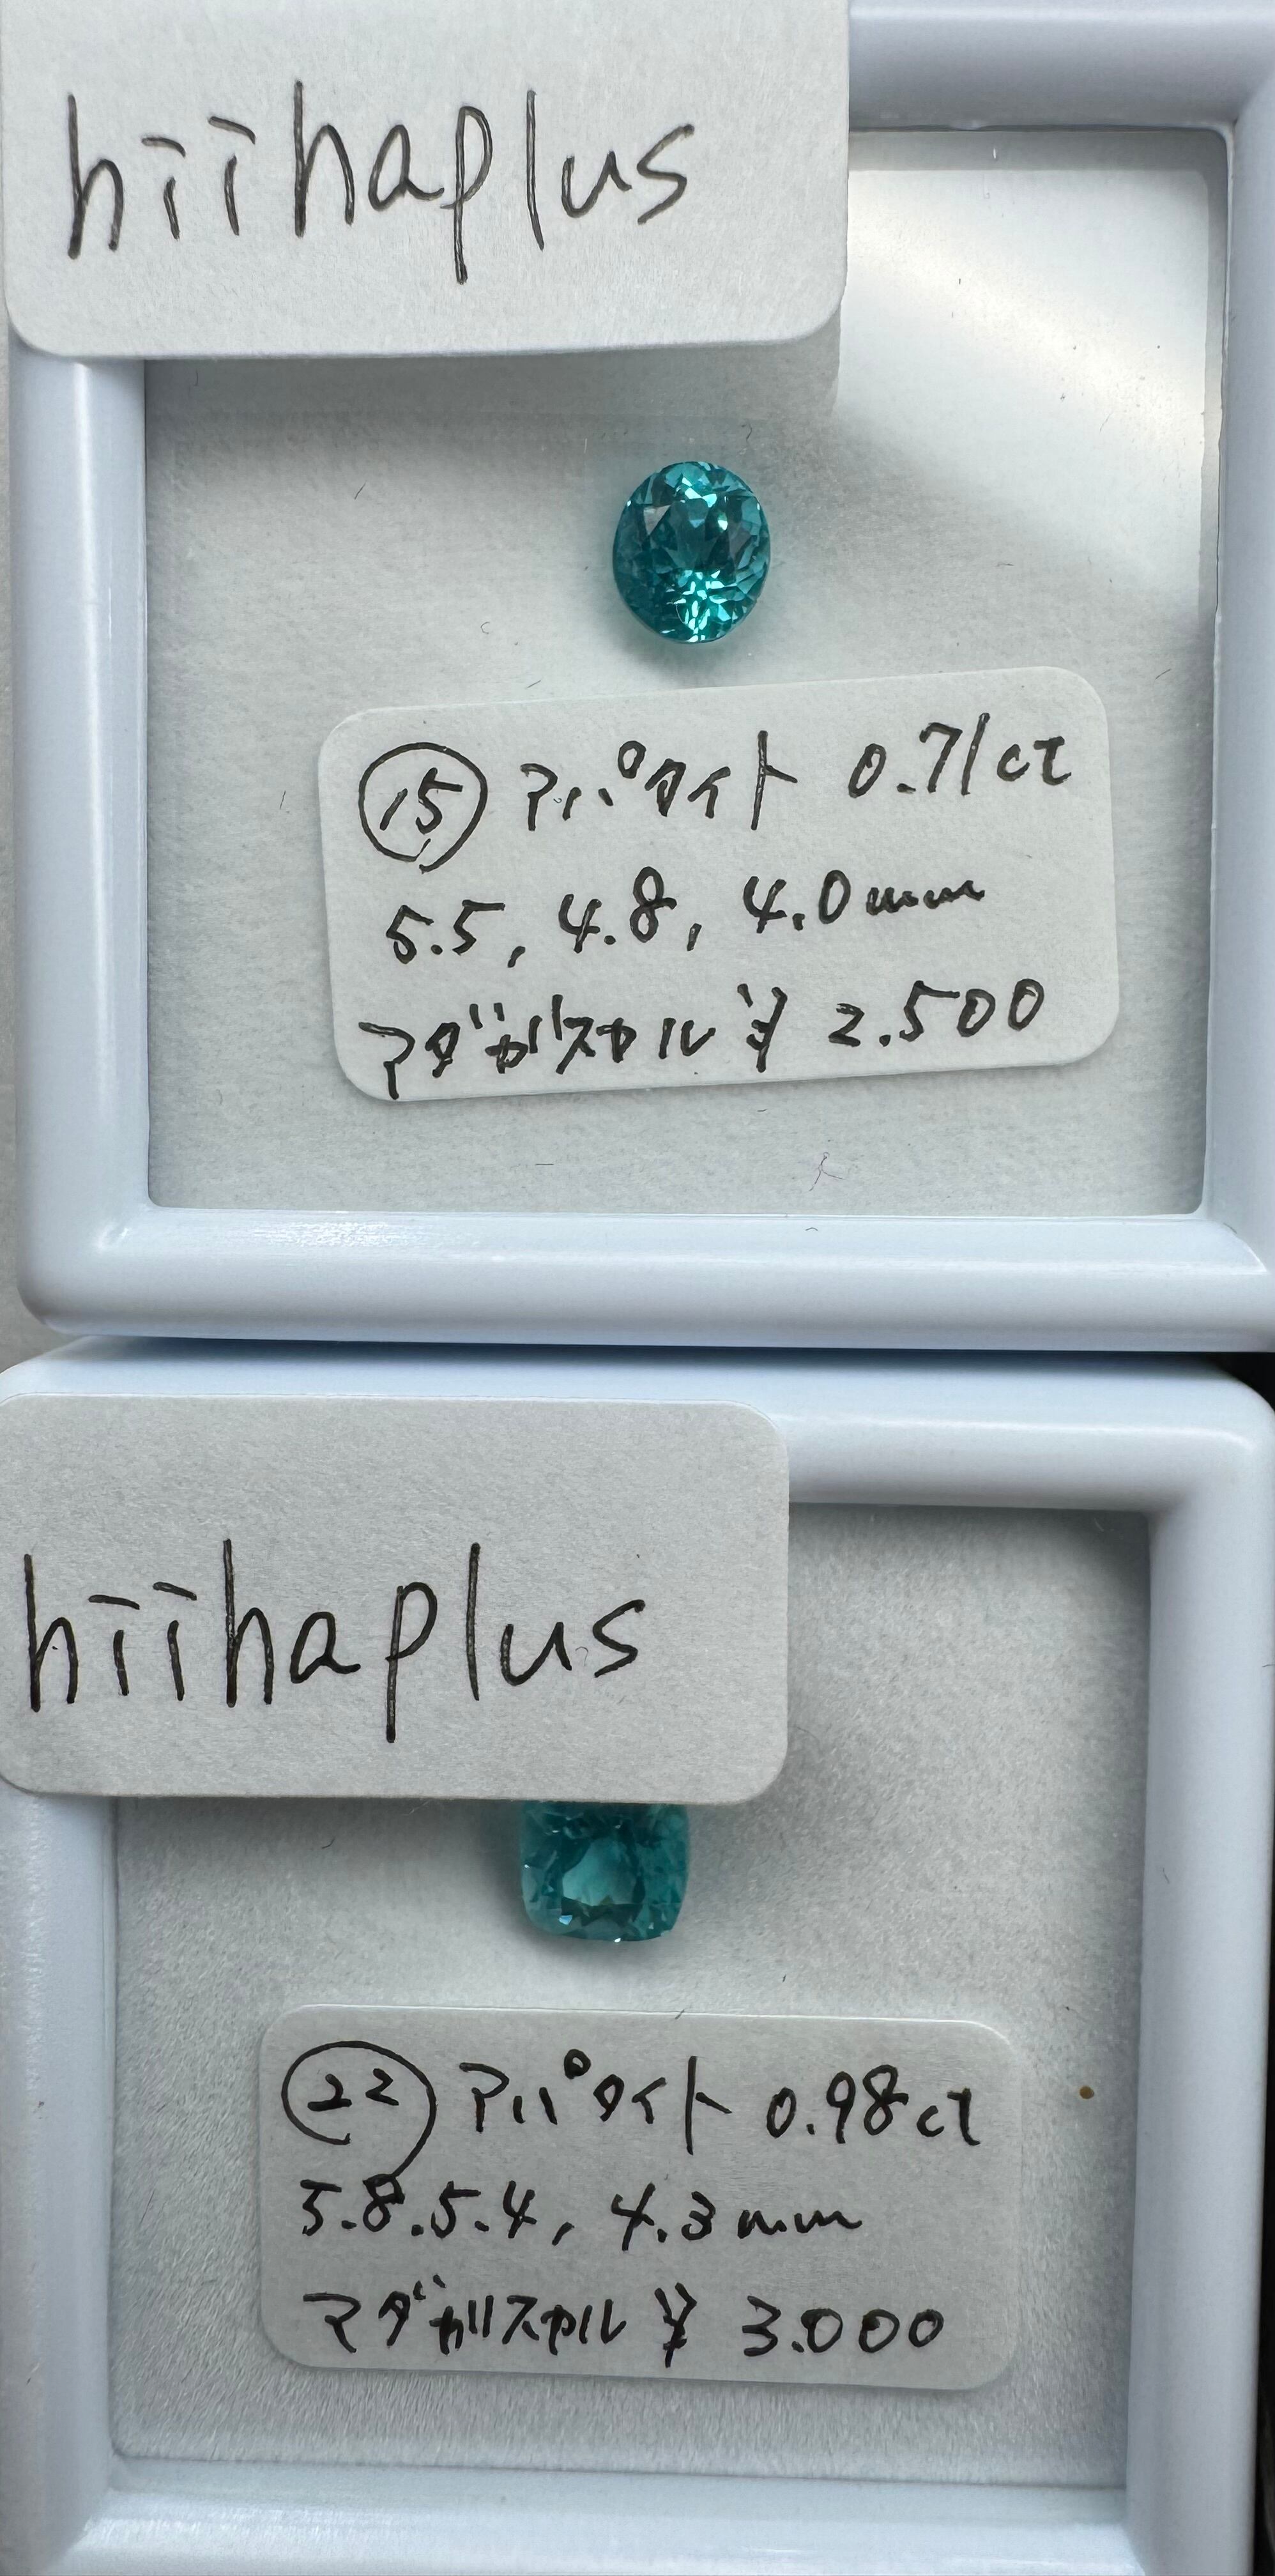 hiihaplus
⑮ アパタイト 0.71ct
5.5, 4.8, 4.0mm
マダガスカル ¥ 2.500
hiihaplus
㉒ アパタイト 0.98ct
5.8.5.4, 4.3mm
マダガスカル ¥ 3.000